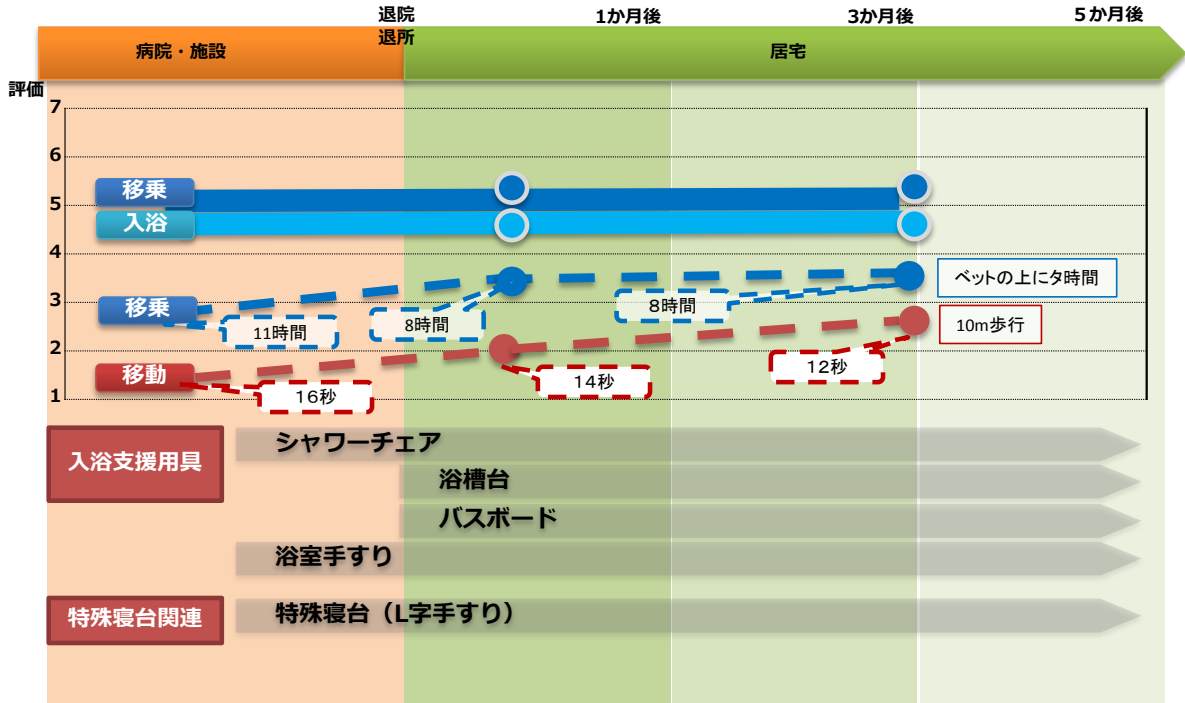 退院
退所
1か月後
3か月後
5か月後
病院・施設
居宅
評価
7
6
5
4
3
2
1
移乗
入浴
移乗
移動
11時間
8時間
8時間
16秒
14秒
12秒
ベットの上にタ時間
10m歩行
入浴支援用具
シャワーチェア
浴槽台
バスボード
浴室手すり
特殊寝台関連
特殊寝台（L字手すり）